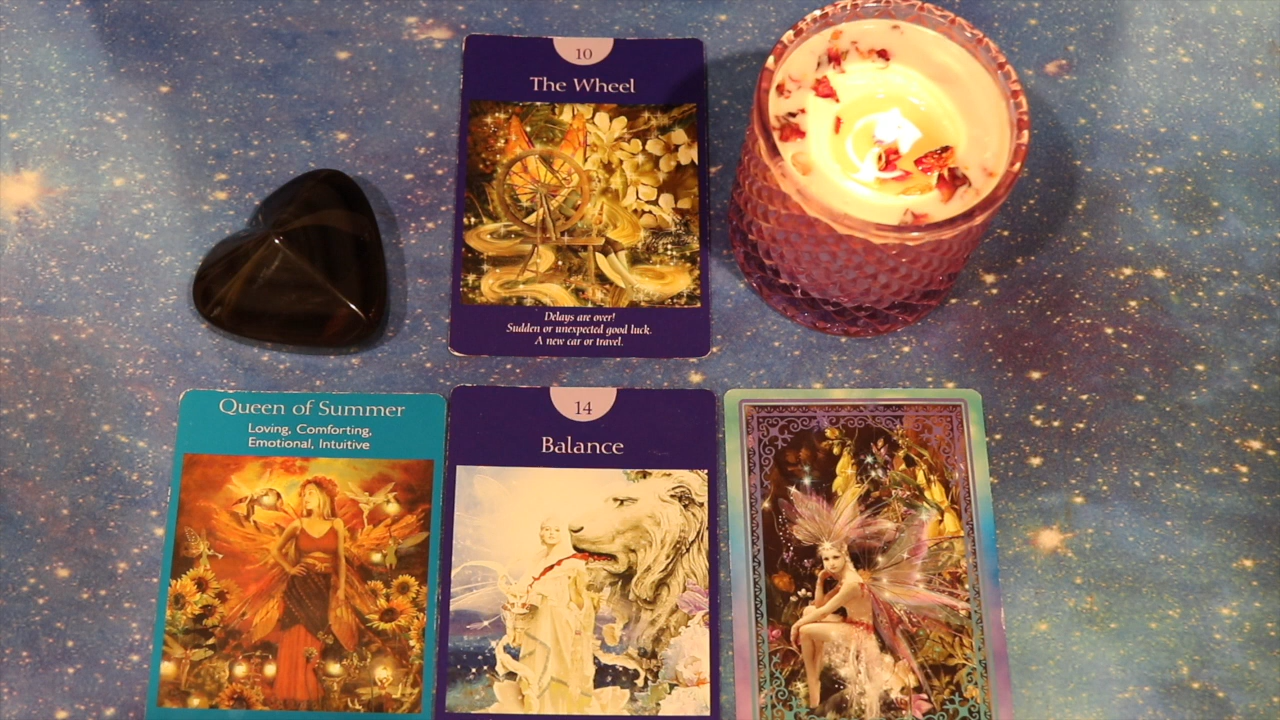 10
The Wheel
Delays are over!
Sudden or unexpected good luck.
A new car or travel.
Queen of Summer
Loving, Comforting,
Emotional, Intuitive
14
Balance